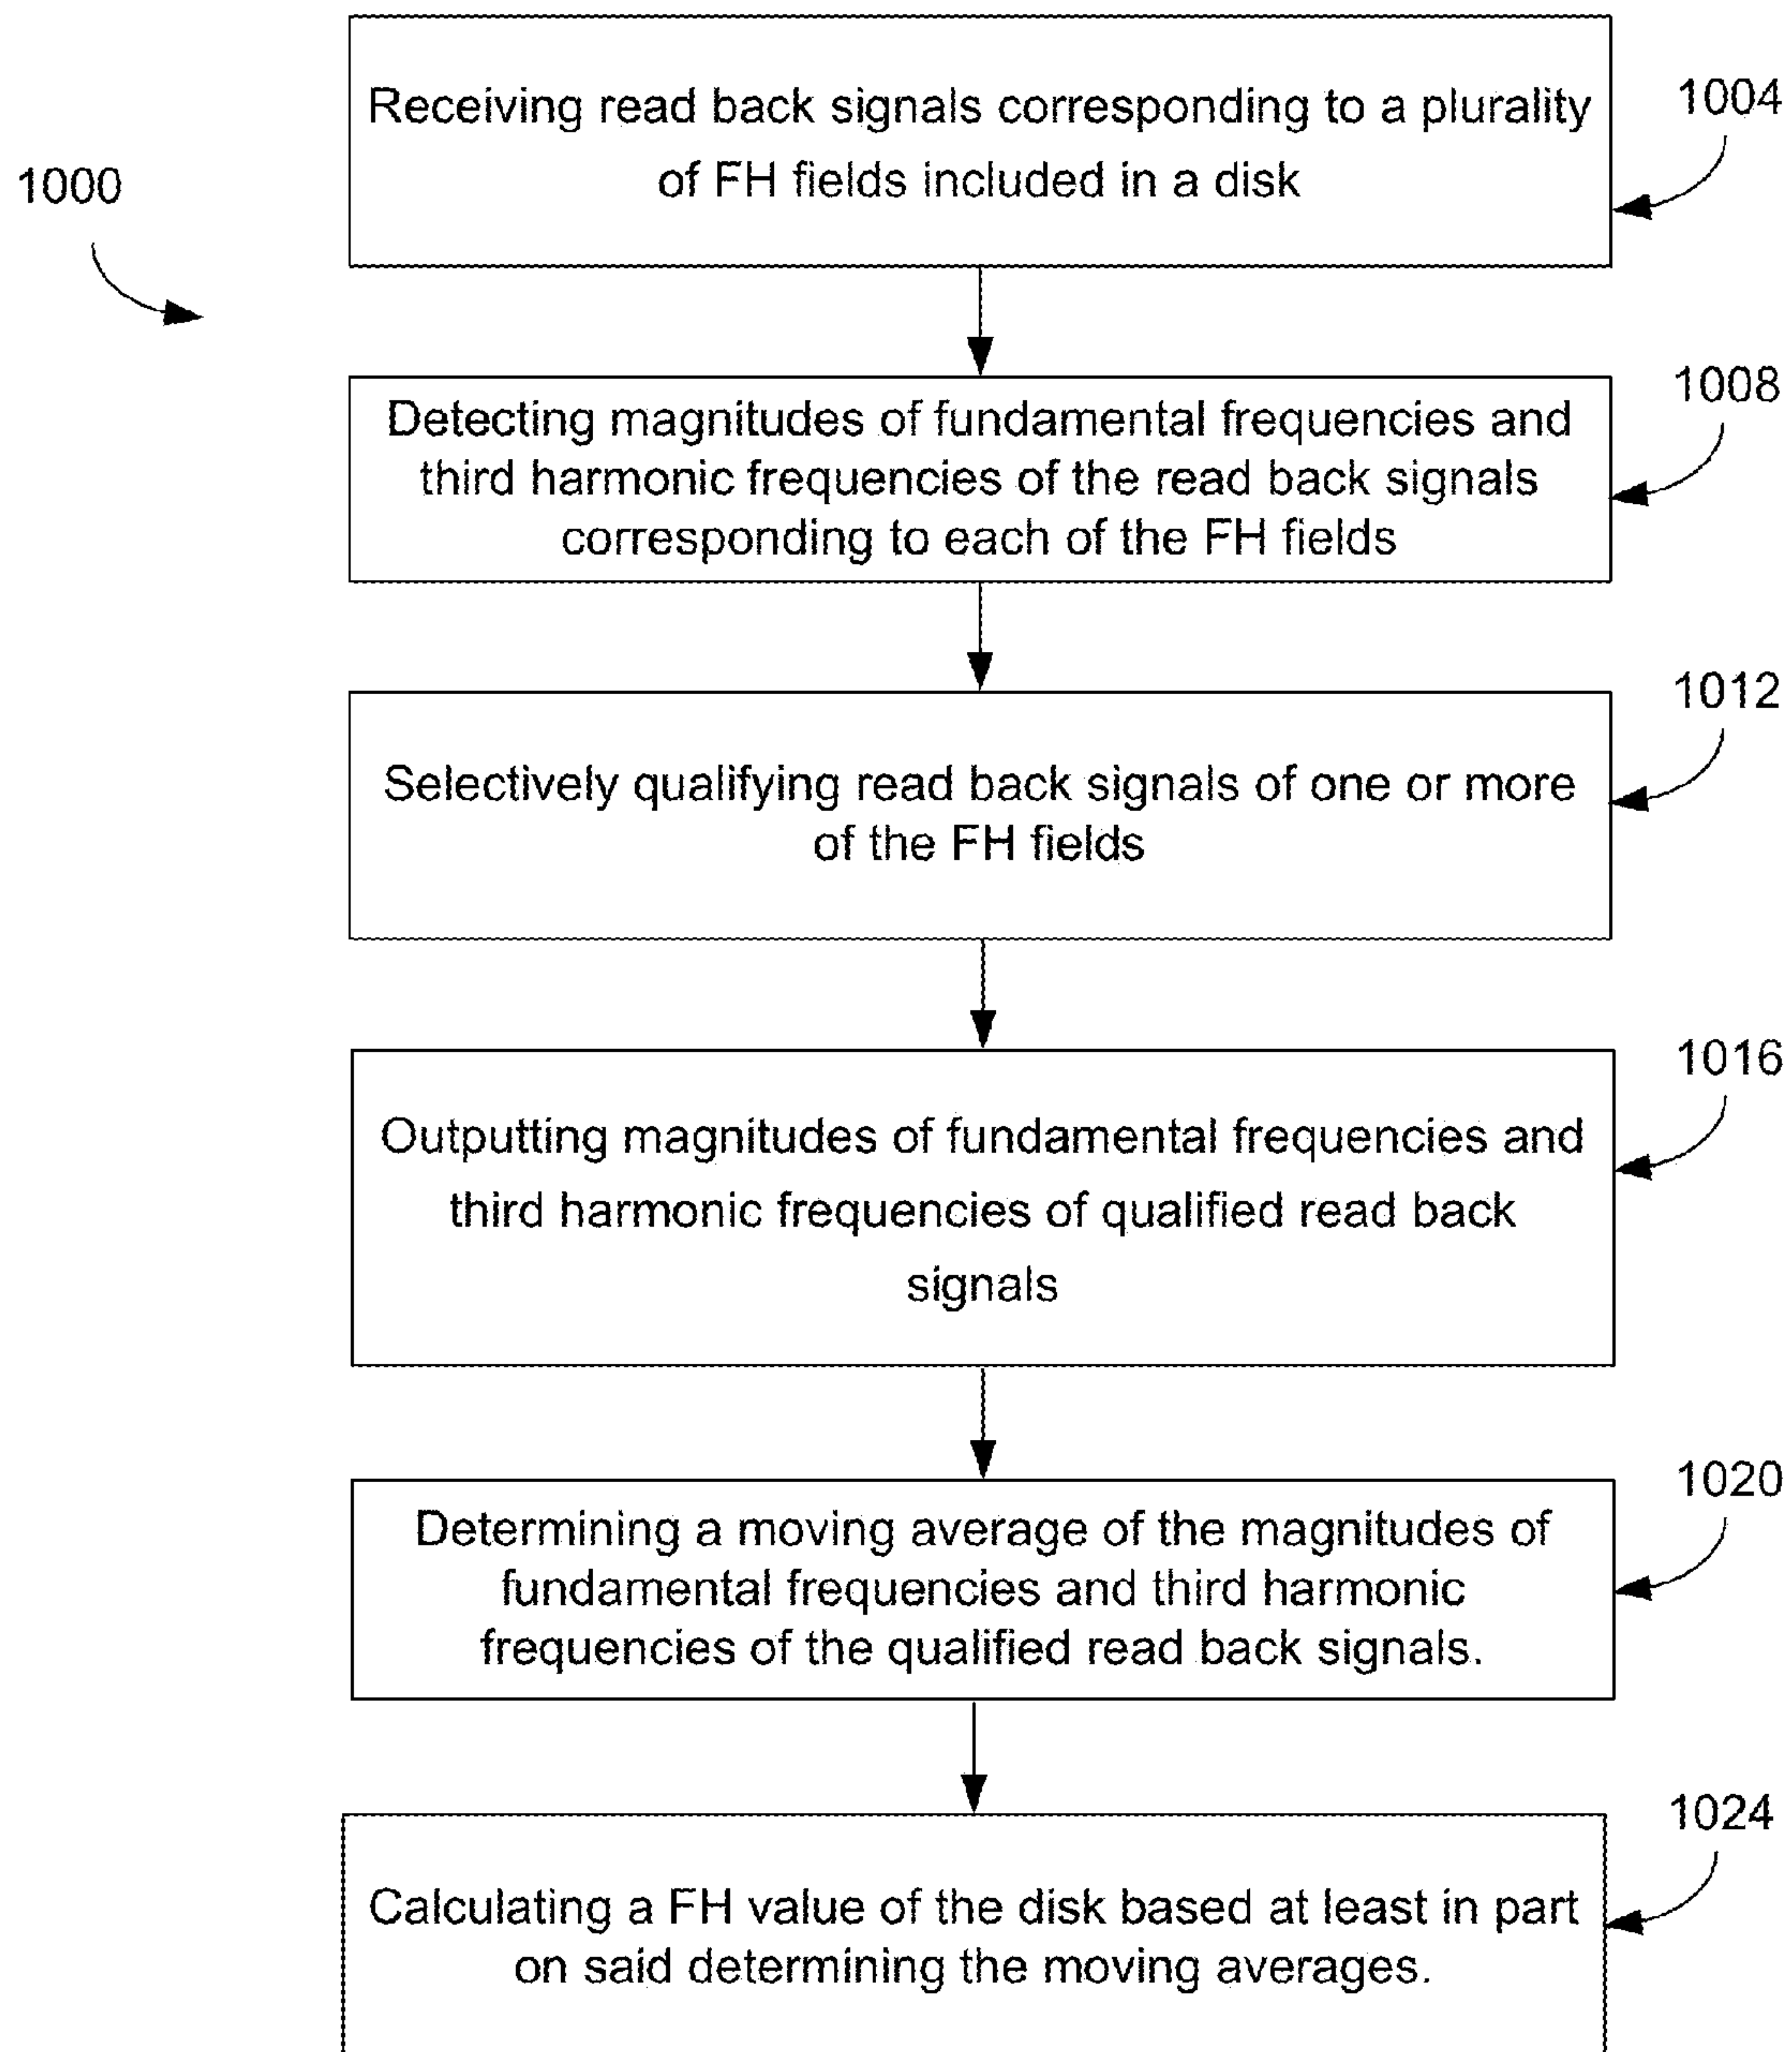 1000
Receiving read back signals corresponding to a plurality
of FH fields included in a disk
1004
Detecting magnitudes of fundamental frequencies and
third harmonic frequencies of the read back signals
corresponding to each of the FH fields
1008
Selectively qualifying read back signals of one or more
of the FH fields
1012
Outputting magnitudes of fundamental frequencies and
third harmonic frequencies of qualified read back
signals
1016
Determining a moving average of the magnitudes of
fundamental frequencies and third harmonic
frequencies of the qualified read back signals.
1020
Calculating a FH value of the disk based at least in part
on said determining the moving averages.
1024